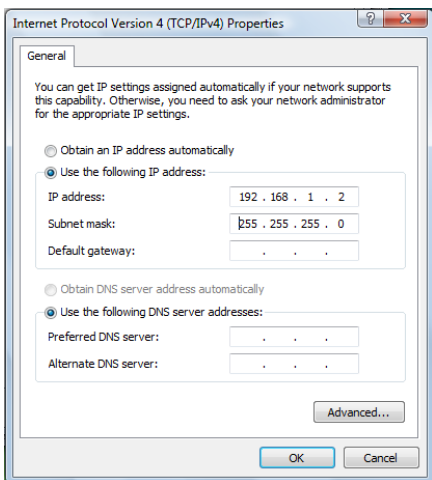 Internet Protocol Version 4 (TCP/IPv4) Properties
?
X
General
You can get IP settings assigned automatically if your network supports
this capability. Otherwise, you need to ask your network administrator
for the appropriate IP settings.
Obtain an IP address automatically
Use the following IP address:
IP address: 192 . 168 . 1 . 2
Subnet mask: 255 . 255 . 255 . 0
Default gateway: . . .
Obtain DNS server address automatically
Use the following DNS server addresses:
Preferred DNS server: . . .
Alternate DNS server: . . .
Advanced...
OK Cancel